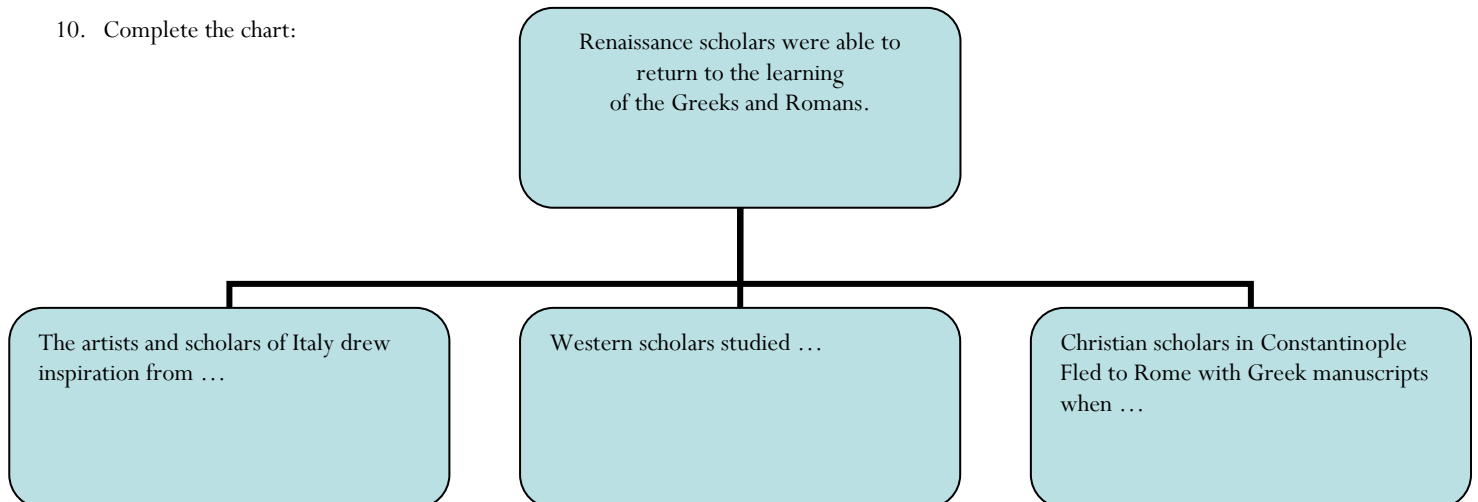 10. Complete the chart:
Renaissance scholars were able to
return to the learning
of the Greeks and Romans.
The artists and scholars of Italy drew
inspiration from …
Western scholars studied …
Christian scholars in Constantinople
Fled to Rome with Greek manuscripts
when …